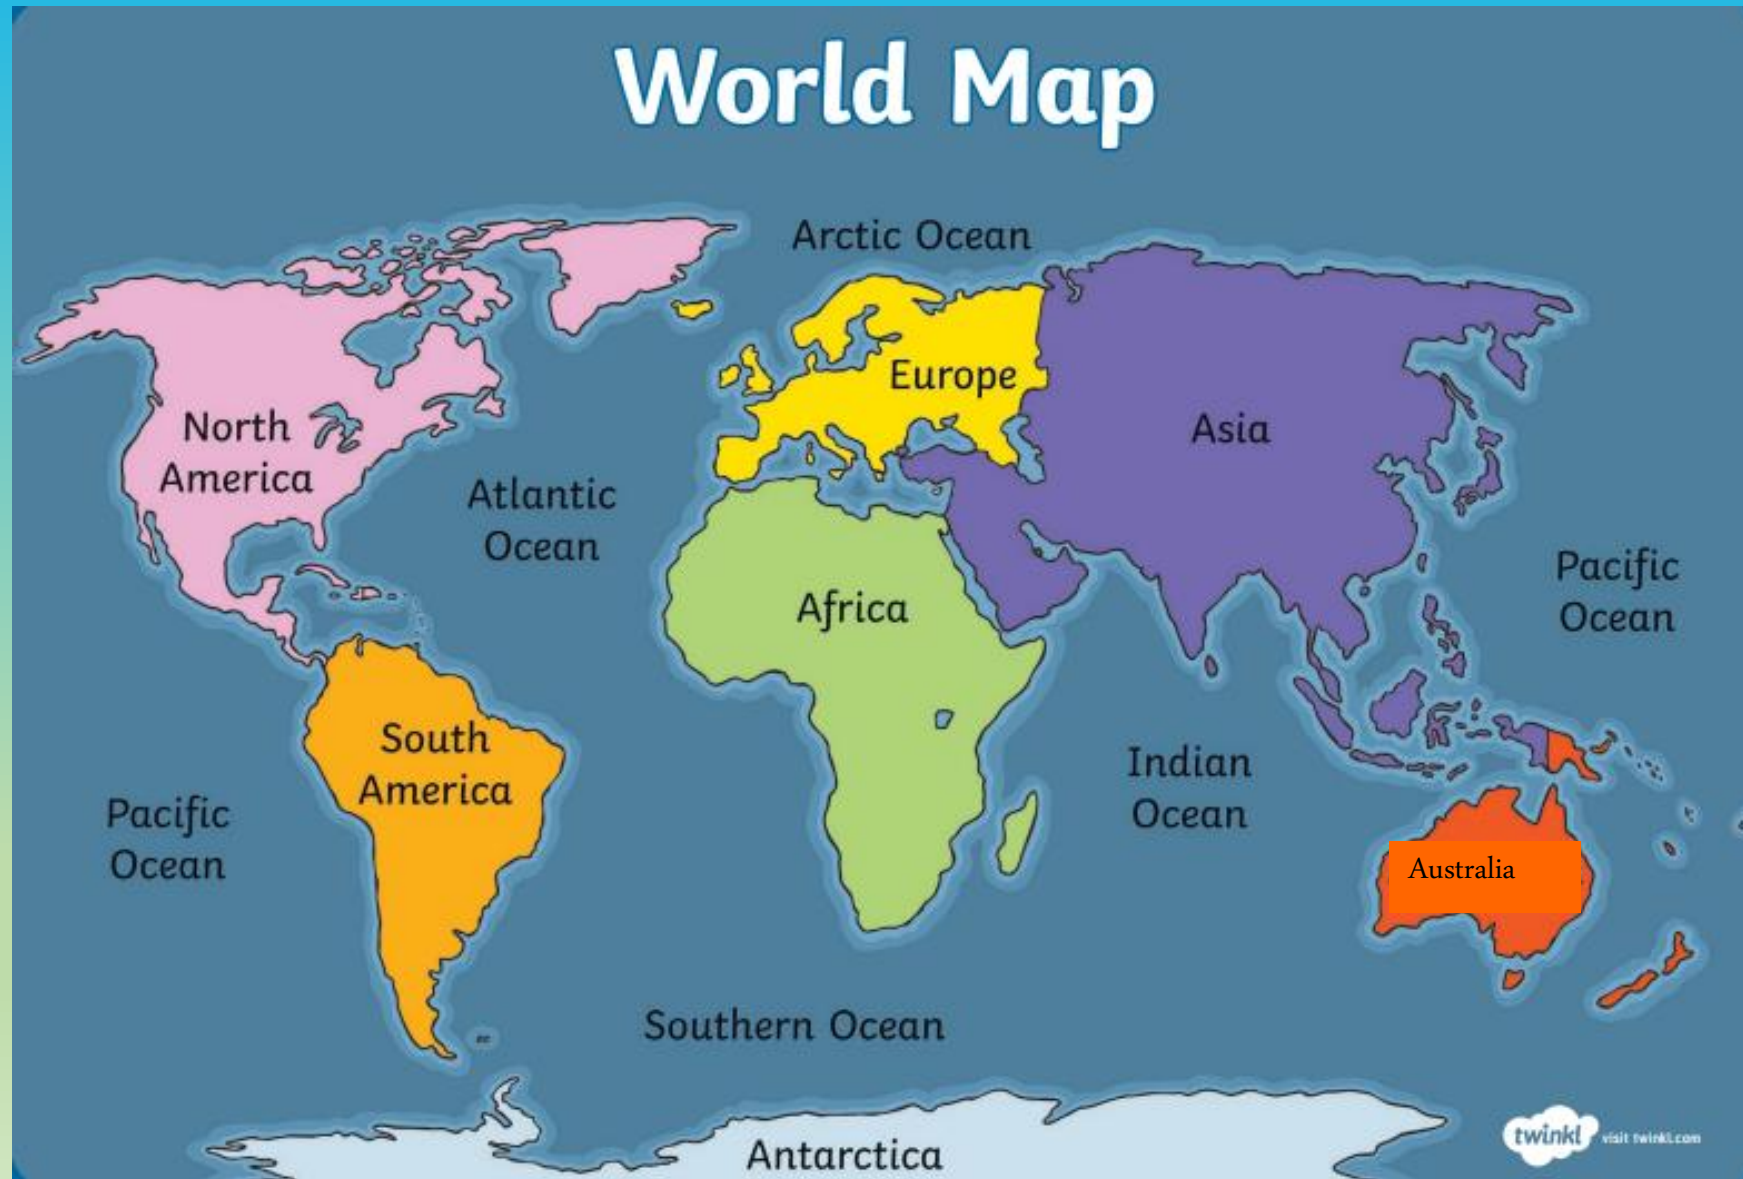 World Map
Arctic Ocean
Europe
Asia
North
America
Atlantic
Ocean
Africa
Pacific
Ocean
South
America
Indian
Ocean
Pacific
Ocean
Australia
Southern Ocean
Antarctica
twinkl visit twinkl.com